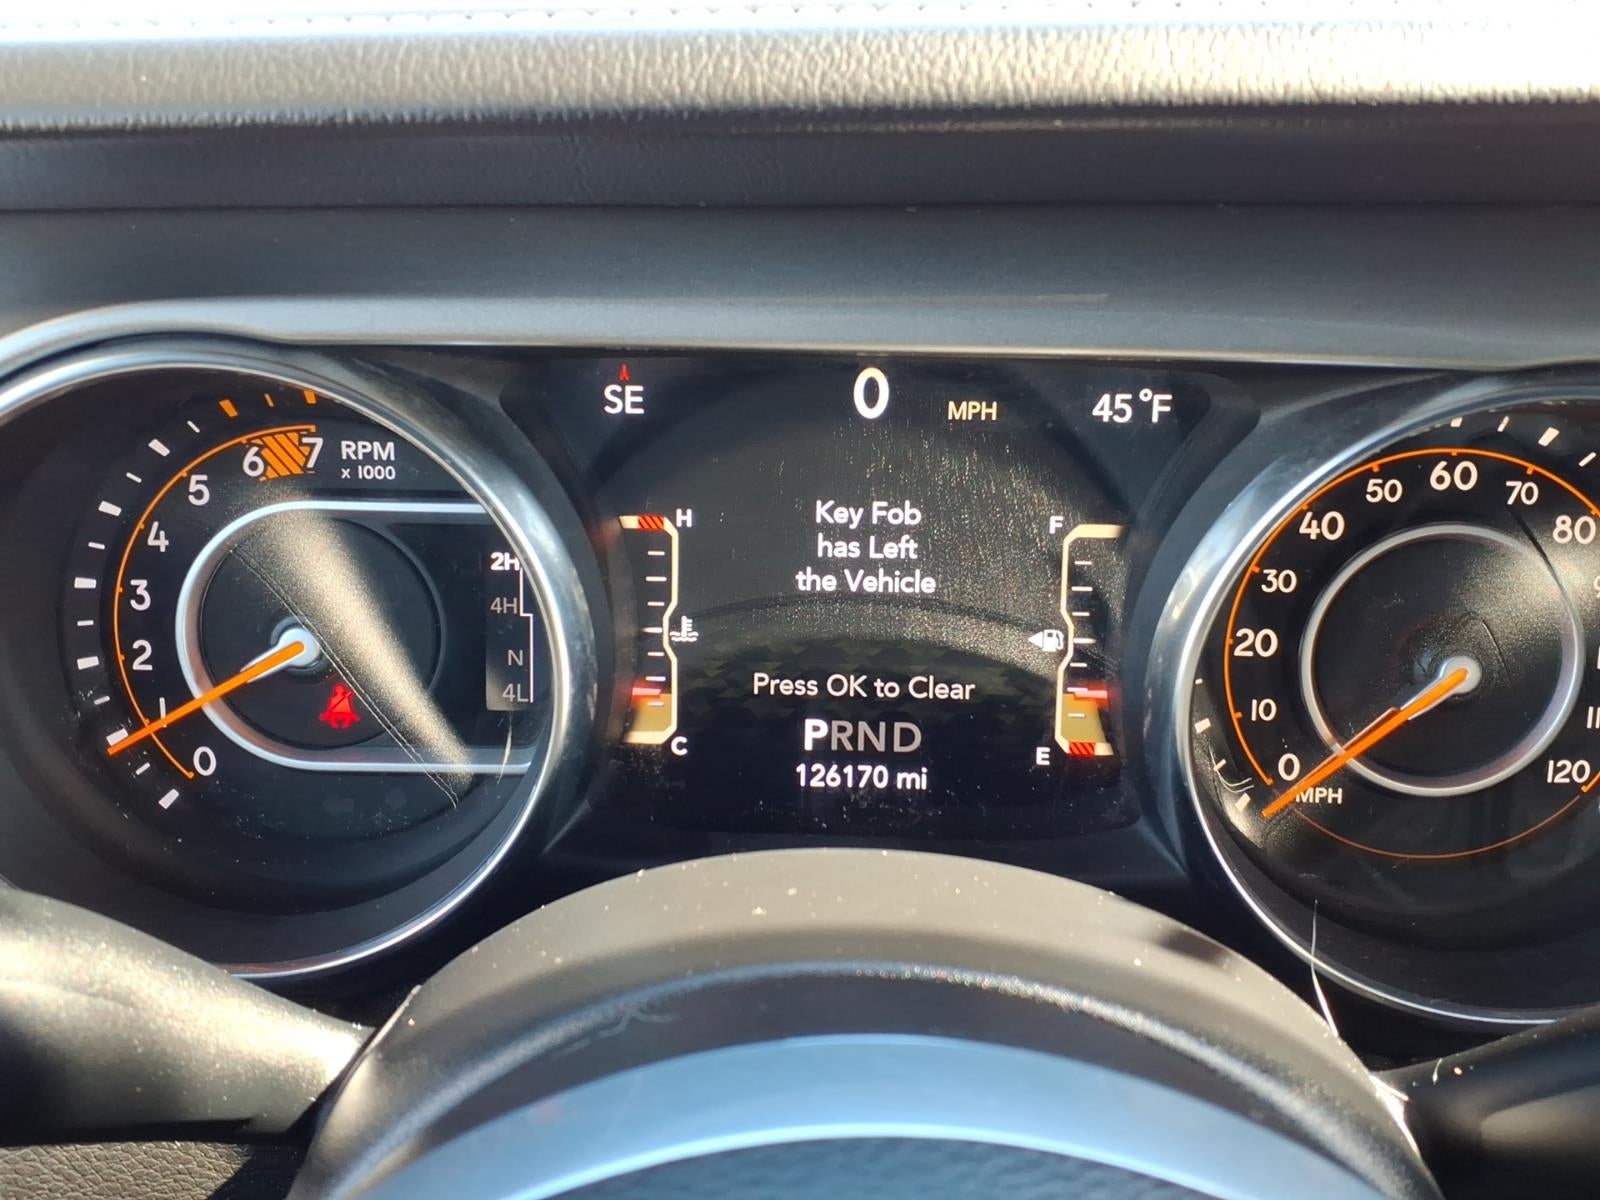 SE
0 MPH
45°F
7 RPM
x 1000
6
5
4
3
2
1
0
2H
4H
N
4L
H
C
Key Fob
has Left
the Vehicle
Press OK to Clear
PRND
126170 mi
F
E
0
10
20
30
40
50
60
70
80
120
MPH